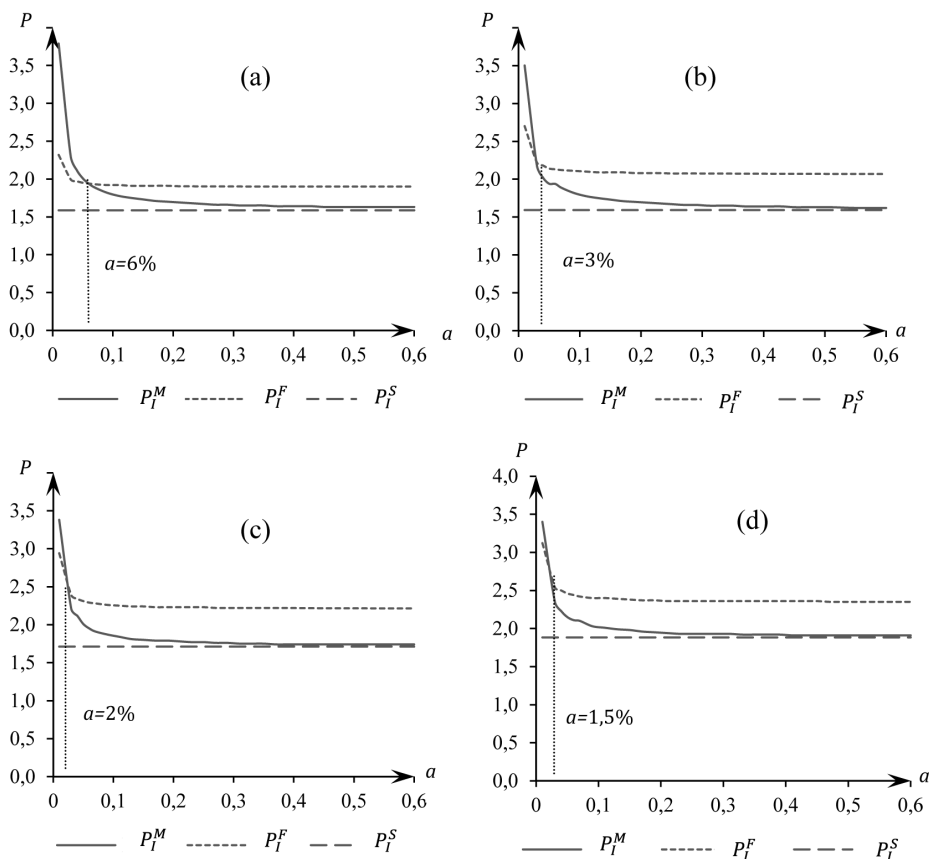 P
P
(a)
(b)
3,5
3,0
2,5
2,0
1,5
1,0
0,5
0,0
a=6%
0 0,1 0,2 0,3 0,4 0,5 0,6 a
P_I^M P_I^F P_I^S
3,5
3,0
2,5
2,0
1,5
1,0
0,5
0,0
a=3%
0 0,1 0,2 0,3 0,4 0,5 0,6 a
P_I^M P_I^F P_I^S
P
(c)
3,5
3,0
2,5
2,0
1,5
1,0
0,5
0,0
a=2%
0 0,1 0,2 0,3 0,4 0,5 0,6 a
P_I^M P_I^F P_I^S
P
(d)
4,0
3,5
3,0
2,5
2,0
1,5
1,0
0,5
0,0
a=1,5%
0 0,1 0,2 0,3 0,4 0,5 0,6 a
P_I^M P_I^F P_I^S